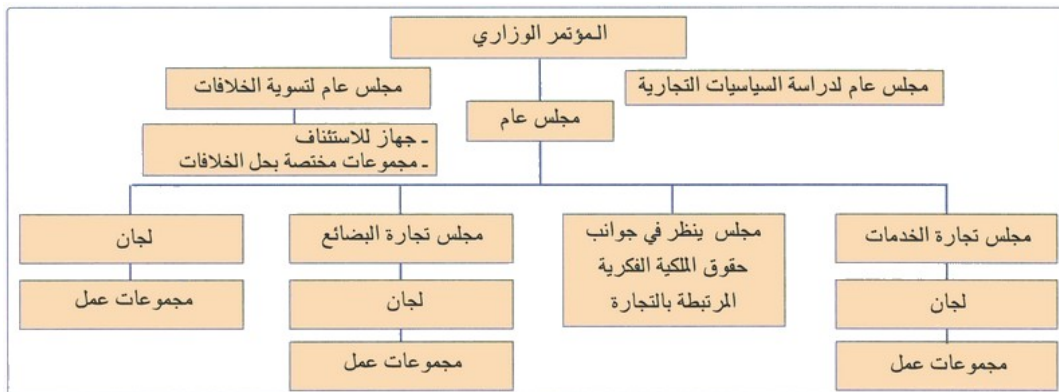 المؤتمر الوزاري
مجلس عام لدراسة السياسيات التجارية
مجلس عام لتسوية الخلافات
مجلس عام
ـ جهاز للاستئناف
ـ مجموعات مختصة بحل الخلافات
مجلس تجارة الخدمات
لجان
مجموعات عمل
مجلس ينظر في جوانب
حقوق الملكية الفكرية
المرتبطة بالتجارة
مجلس تجارة البضائع
لجان
مجموعات عمل
لجان
مجموعات عمل